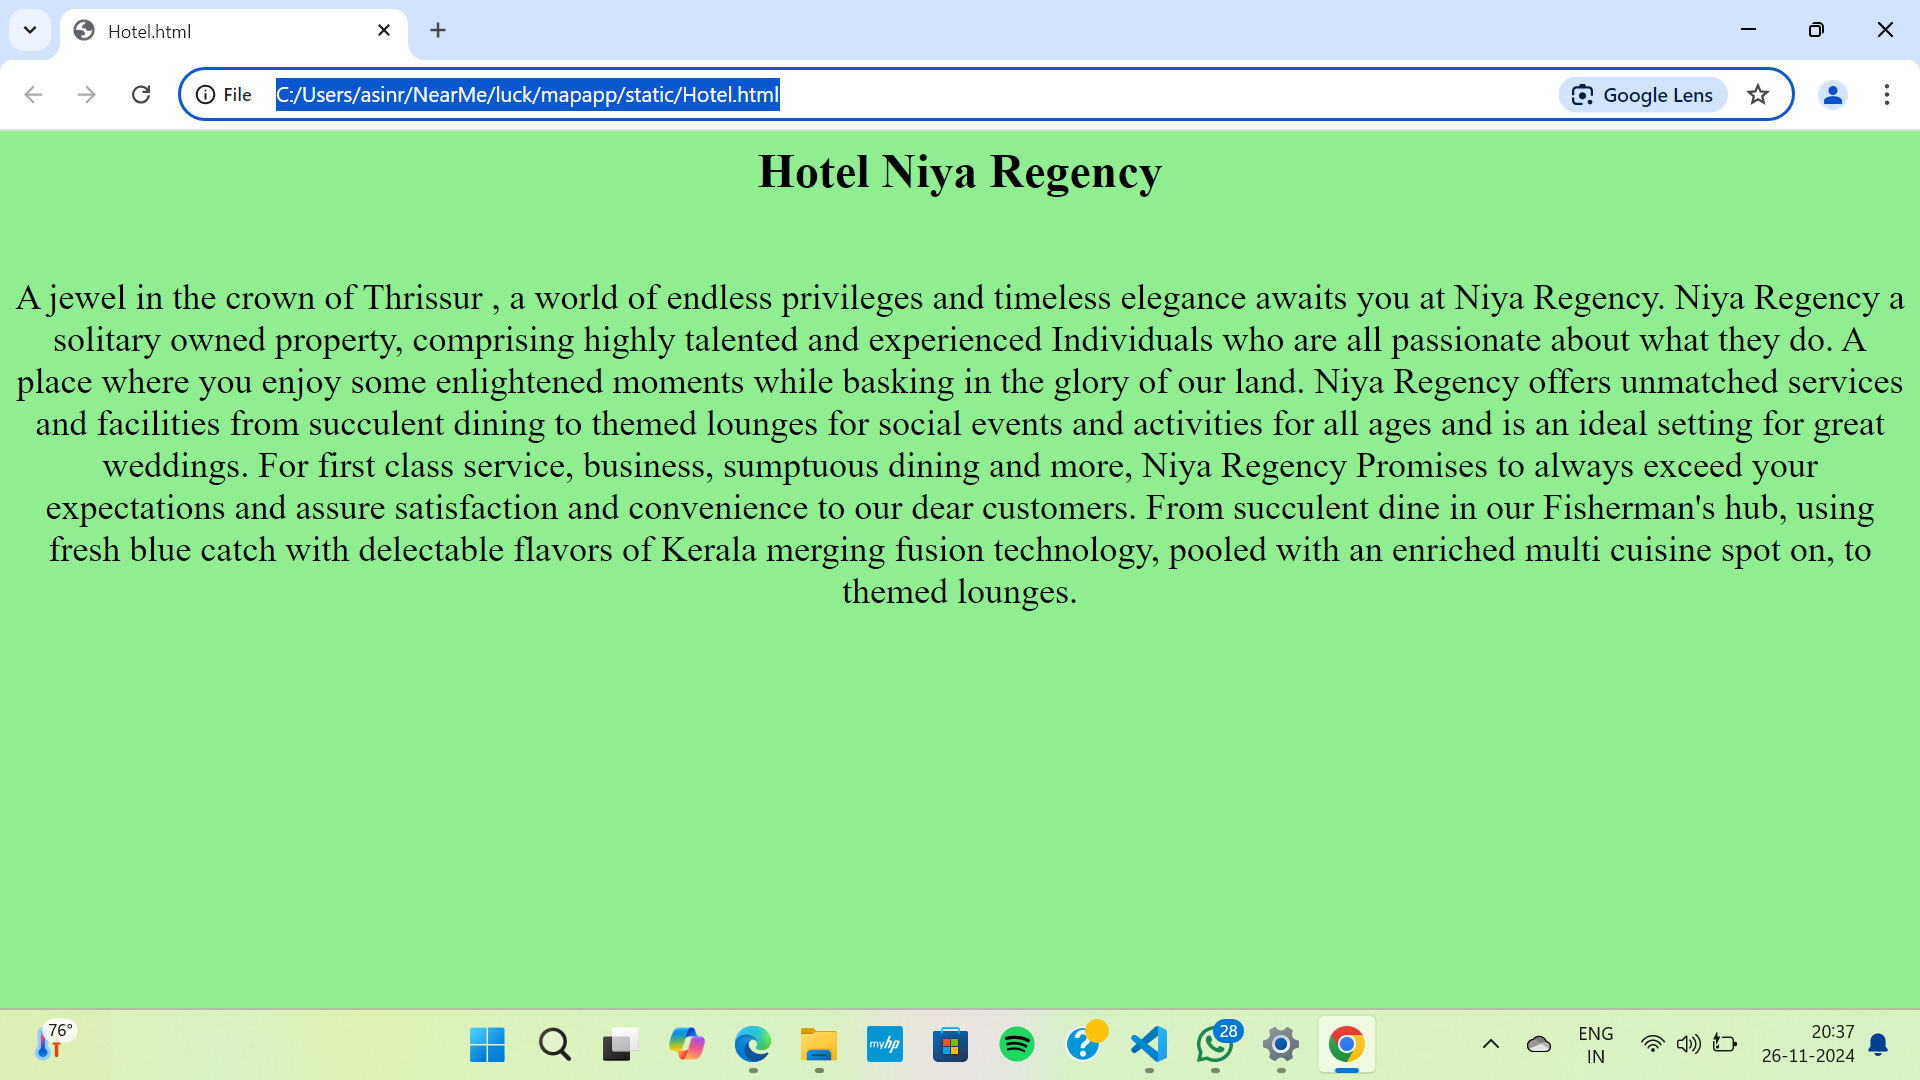 Hotel.html
File C:/Users/asinr/NearMe/luck/mapapp/static/Hotel.html Google Lens
Hotel Niya Regency
A jewel in the crown of Thrissur , a world of endless privileges and timeless elegance awaits you at Niya Regency. Niya Regency a
solitary owned property, comprising highly talented and experienced Individuals who are all passionate about what they do. A
place where you enjoy some enlightened moments while basking in the glory of our land. Niya Regency offers unmatched services
and facilities from succulent dining to themed lounges for social events and activities for all ages and is an ideal setting for great
weddings. For first class service, business, sumptuous dining and more, Niya Regency Promises to always exceed your
expectations and assure satisfaction and convenience to our dear customers. From succulent dine in our Fisherman's hub, using
fresh blue catch with delectable flavors of Kerala merging fusion technology, pooled with an enriched multi cuisine spot on, to
themed lounges.
76°
myhp
28
ENG
IN
20:37
26-11-2024